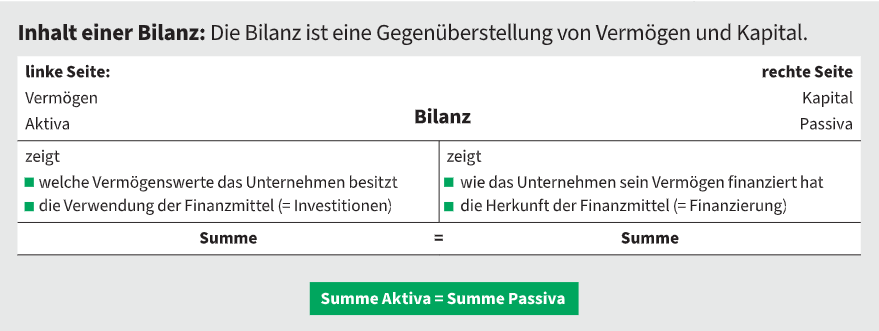 Inhalt einer Bilanz: Die Bilanz ist eine Gegenüberstellung von Vermögen und Kapital.
linke Seite:
Vermögen
Aktiva
Bilanz
rechte Seite
Kapital
Passiva
zeigt
welche Vermögenswerte das Unternehmen besitzt
die Verwendung der Finanzmittel (= Investitionen)
zeigt
wie das Unternehmen sein Vermögen finanziert hat
die Herkunft der Finanzmittel (= Finanzierung)
Summe = Summe
Summe Aktiva = Summe Passiva